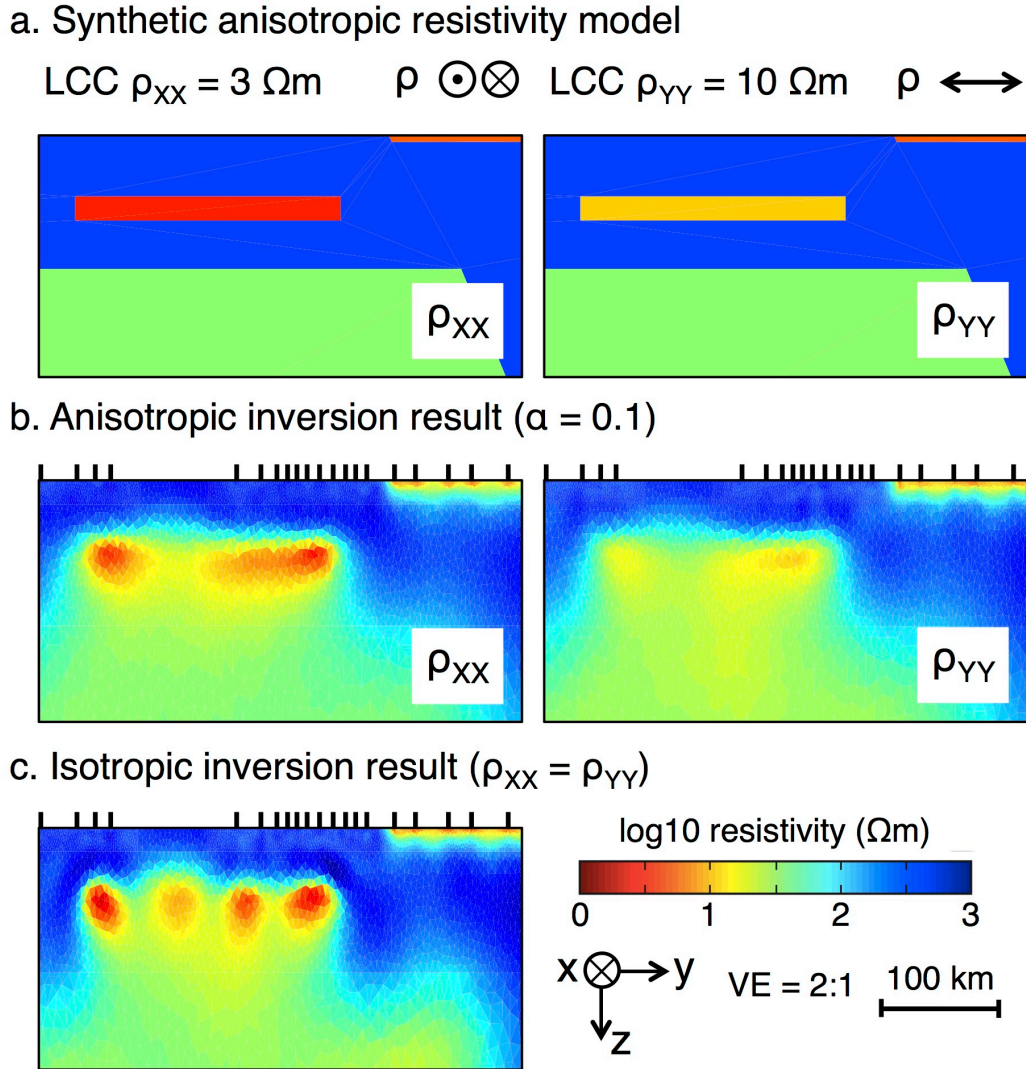 a. Synthetic anisotropic resistivity model
LCC ρXX = 3 Ωm ρ LCC ρYY = 10 Ωm ρ
ρXX ρYY
b. Anisotropic inversion result (α = 0.1)
ρXX ρYY
c. Isotropic inversion result (ρXX = ρYY)
log10 resistivity (Ωm)
0 1 2 3
x y VE = 2:1 100 km
z